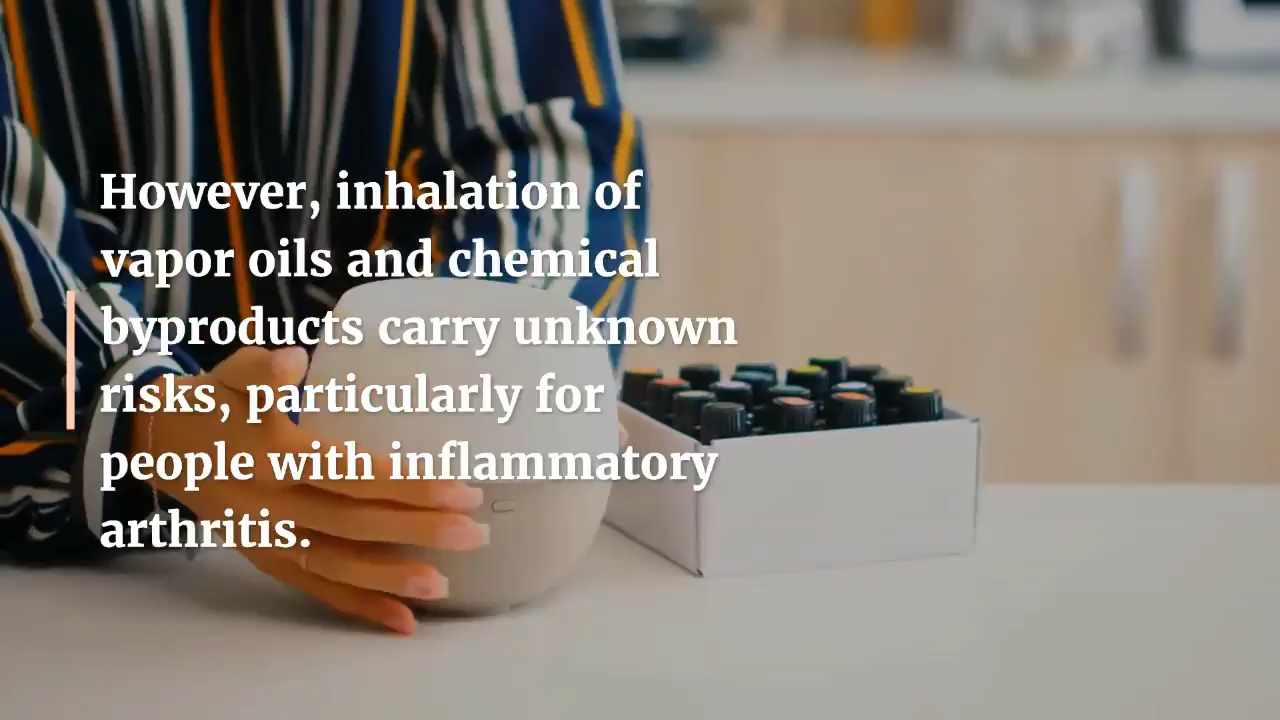 However, inhalation of
vapor oils and chemical
byproducts carry unknown
risks, particularly for
people with inflammatory
arthritis.